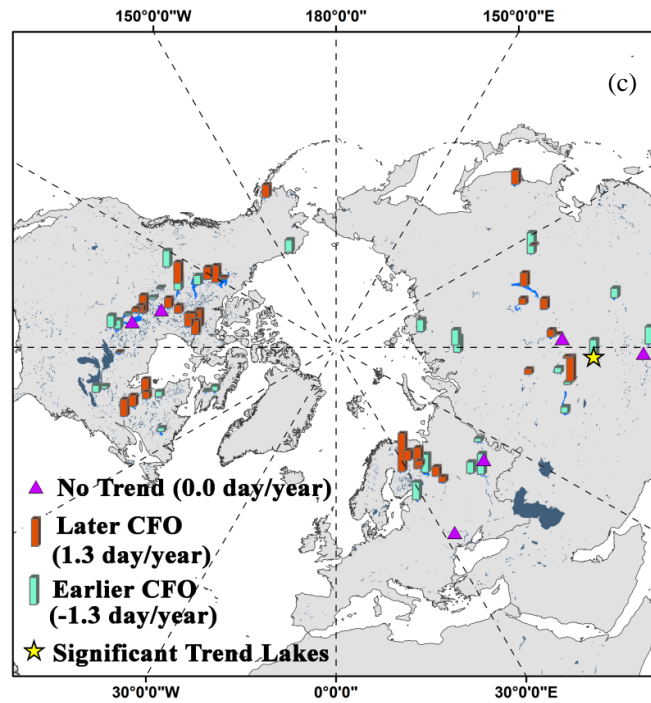 150°0'0"W 180°0'0" 150°0'0"E
(c)
No Trend (0.0 day/year)
Later CFO
(1.3 day/year)
Earlier CFO
(-1.3 day/year)
Significant Trend Lakes
30°0'0"W 0°0'0" 30°0'0"E